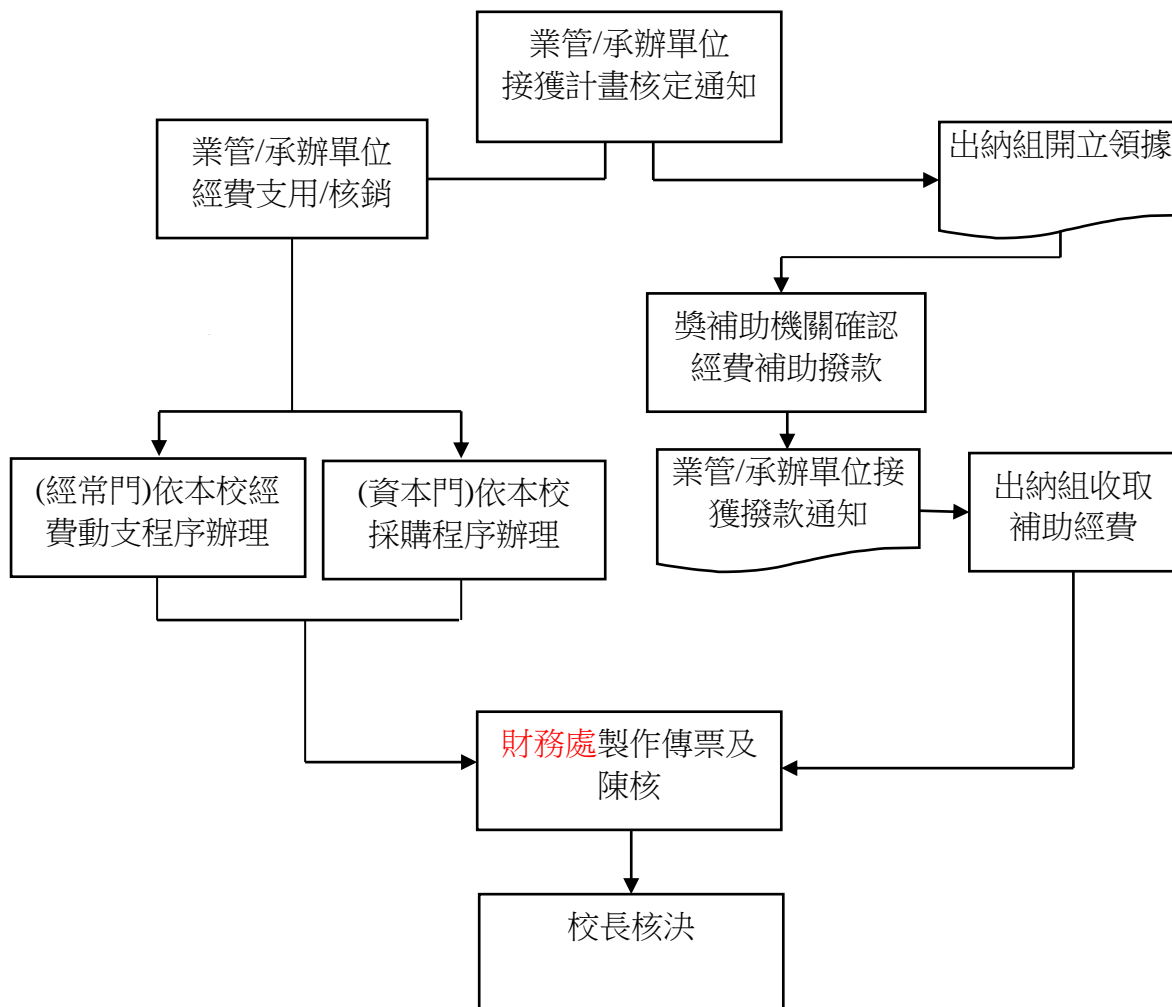 業管/承辦單位
接獲計畫核定通知
業管/承辦單位
經費支用/核銷
出納組開立領據
獎補助機關確認
經費補助撥款
(經常門)依本校經
費動支程序辦理
(資本門)依本校
採購程序辦理
業管/承辦單位接
獲撥款通知
出納組收取
補助經費
財務處製作傳票及
陳核
校長核決